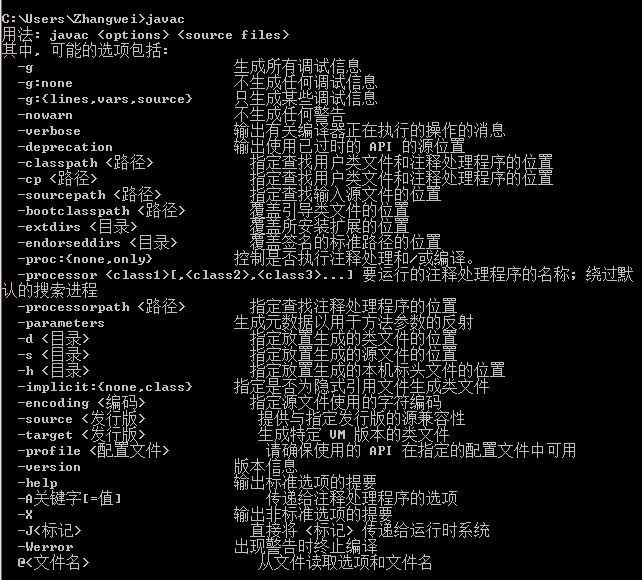 C:\Users\Zhangwei>javac
用法: javac <options> <source files>
其中, 可能的选项包括:
-g 生成所有调试信息
-g:none 不生成任何调试信息
-g:{lines,vars,source} 只生成某些调试信息
-nowarn 不生成任何警告
-verbose 输出有关编译器正在执行的操作的消息
-deprecation 输出使用已过时的 API 的源位置
-classpath <路径> 指定查找用户类文件和注释处理程序的位置
-cp <路径> 指定查找用户类文件和注释处理程序的位置
-sourcepath <路径> 指定查找输入源文件的位置
-bootclasspath <路径> 覆盖引导类文件的位置
-extdirs <目录> 覆盖所安装扩展的位置
-endorseddirs <目录> 覆盖签名的标准路径的位置
-proc:{none,only} 控制是否执行注释处理和/或编译。
-processor <class1>[,<class2>,<class3>...] 要运行的注释处理程序的名称; 绕过默
认的搜索进程
-processorpath <路径> 指定查找注释处理程序的位置
-parameters 生成元数据以用于方法参数的反射
-d <目录> 指定放置生成的类文件的位置
-s <目录> 指定放置生成的源文件的位置
-h <目录> 指定放置生成的本机标头文件的位置
-implicit:{none,class} 指定是否为隐式引用文件生成类文件
-encoding <编码> 指定源文件使用的字符编码
-source <发行版> 提供与指定发行版的源兼容性
-target <发行版> 生成特定 VM 版本的类文件
-profile <配置文件> 请确保使用的 API 在指定的配置文件中可用
-version 版本信息
-help 输出标准选项的提要
-A关键字[=值] 传递给注释处理程序的选项
-X 输出非标准选项的提要
-J<标记> 直接将 <标记> 传递给运行时系统
-Werror 出现警告时终止编译
@<文件名> 从文件读取选项和文件名